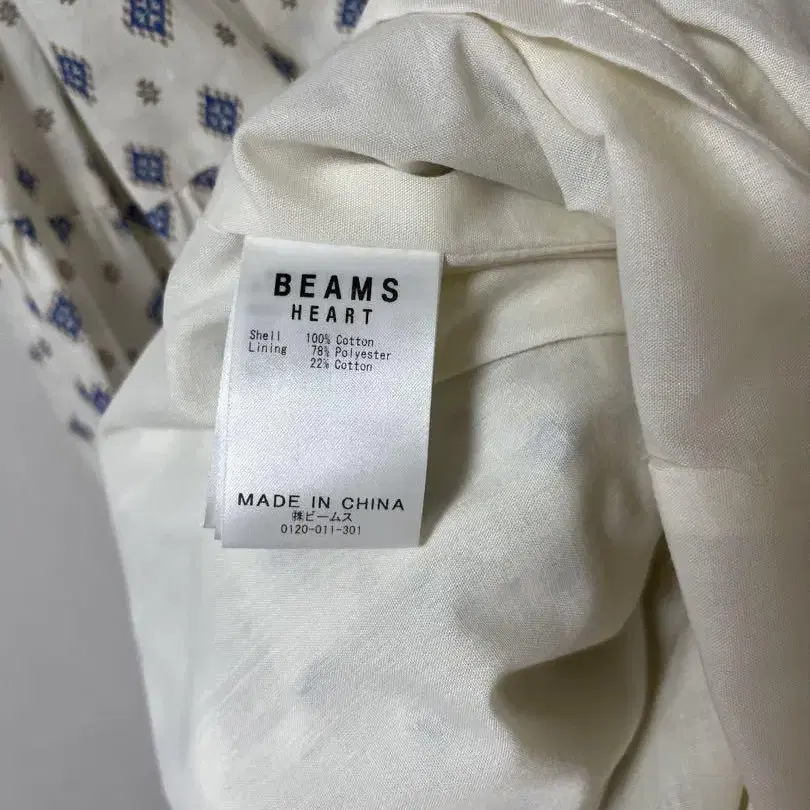 BEAMS
HEART
Shell 100% Cotton
Lining 78% Polyester
22% Cotton
MADE IN CHINA
㈱ビームス
0120-011-301